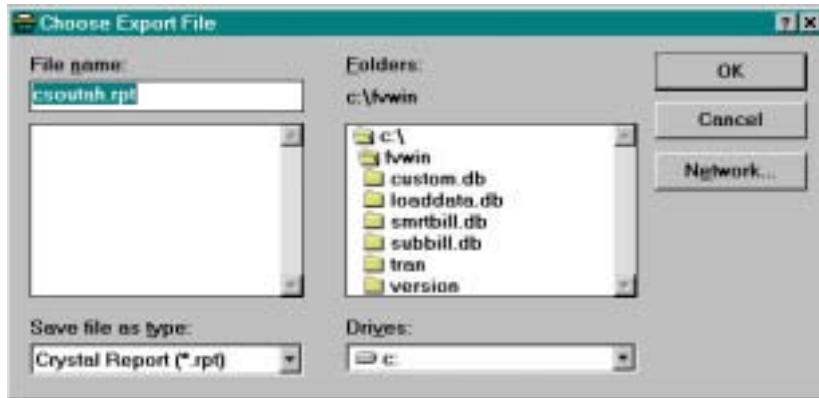 Choose Export File
File name:
csoutnh.rpt
Save file as type:
Crystal Report (*.rpt)
Folders:
c:\fvwin
c:\
fvwin
custom.db
loaddata.db
smrtbill.db
subbill.db
tran
version
Drives:
c:
OK
Cancel
Network...